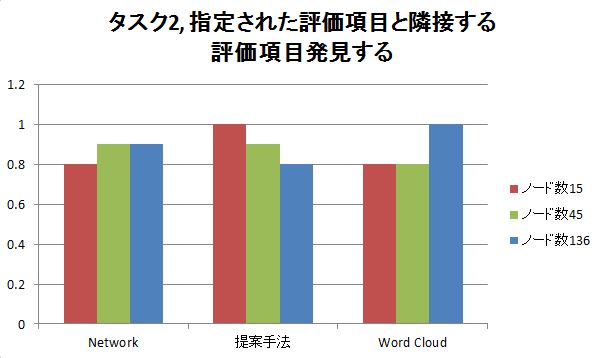 タスク2, 指定された評価項目と隣接する
評価項目発見する
1.2
1
0.8
0.6
0.4
0.2
0
Network
提案手法
Word Cloud
ノード数15
ノード数45
ノード数136